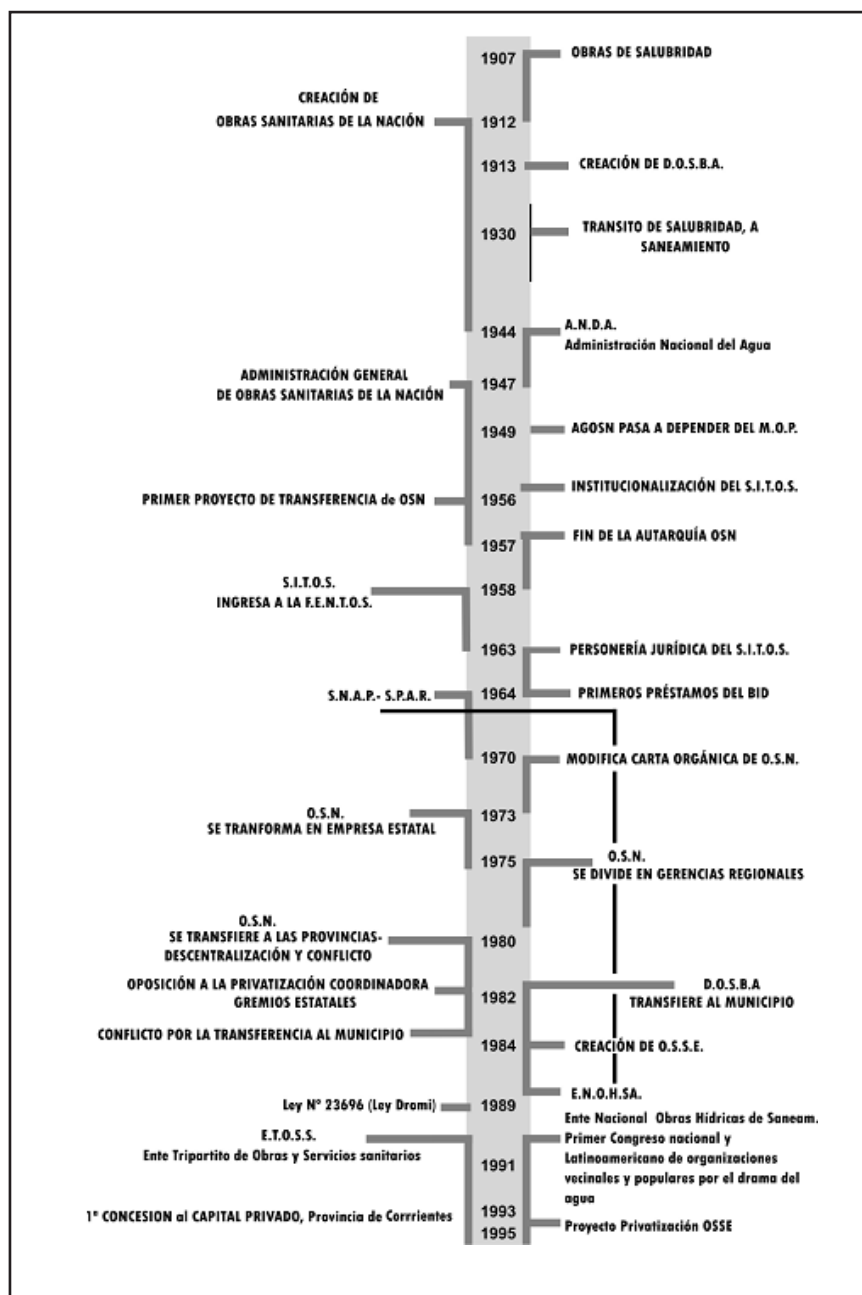 1907
OBRAS DE SALUBRIDAD
CREACIÓN DE
OBRAS SANITARIAS DE LA NACIÓN
1912
1913
CREACIÓN DE D.O.S.B.A.
1930
TRANSITO DE SALUBRIDAD, A
SANEAMIENTO
1944
A.N.D.A.
Administración Nacional del Agua
ADMINISTRACIÓN GENERAL
DE OBRAS SANITARIAS DE LA NACIÓN
1947
1949
AGOSN PASA A DEPENDER DEL M.O.P.
PRIMER PROYECTO DE TRANSFERENCIA de OSN
1956
INSTITUCIONALIZACIÓN DEL S.I.T.O.S.
1957
FIN DE LA AUTARQUÍA OSN
S.I.T.O.S.
INGRESA A LA F.E.N.T.O.S.
1958
1963
PERSONERÍA JURÍDICA DEL S.I.T.O.S.
S.N.A.P.- S.P.A.R.
1964
PRIMEROS PRÉSTAMOS DEL BID
1970
MODIFICA CARTA ORGÁNICA DE O.S.N.
O.S.N.
SE TRANFORMA EN EMPRESA ESTATAL
1973
1975
O.S.N.
SE DIVIDE EN GERENCIAS REGIONALES
O.S.N.
SE TRANSFIERE A LAS PROVINCIAS-
DESCENTRALIZACIÓN Y CONFLICTO
1980
OPOSICIÓN A LA PRIVATIZACIÓN COORDINADORA
GREMIOS ESTATALES
1982
D.O.S.B.A
TRANSFIERE AL MUNICIPIO
CONFLICTO POR LA TRANSFERENCIA AL MUNICIPIO
1984
CREACIÓN DE O.S.S.E.
Ley N° 23696 (Ley Dromi)
1989
E.N.O.H.SA.
Ente Nacional Obras Hídricas de Saneam.
E.T.O.S.S.
Ente Tripartito de Obras y Servicios sanitarios
1991
Primer Congreso nacional y
Latinoamericano de organizaciones
vecinales y populares por el drama del
agua
1° CONCESION al CAPITAL PRIVADO, Provincia de Corrrientes
1993
1995
Proyecto Privatización OSSE